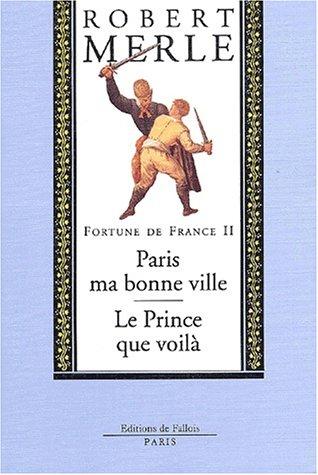 ROBERT
MERLE
FORTUNE DE FRANCE II
Paris
ma bonne ville
Le Prince
que voilà
Editions de Fallois
PARIS